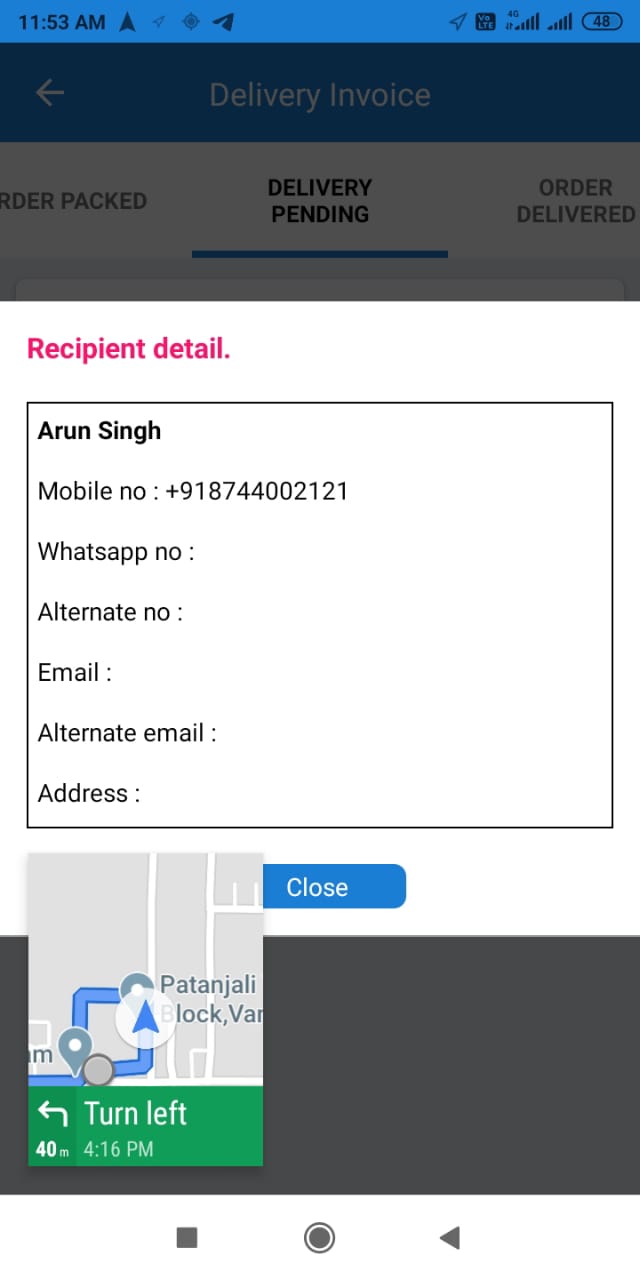 11:53 AM
Vo LTE
4G
48
Delivery Invoice
RDER PACKED
DELIVERY
PENDING
ORDER
DELIVERED
Recipient detail.
Arun Singh
Mobile no : +918744002121
Whatsapp no :
Alternate no :
Email :
Alternate email :
Address :
Close
Patanjali
Block,Var
am
Turn left
40 m 4:16 PM